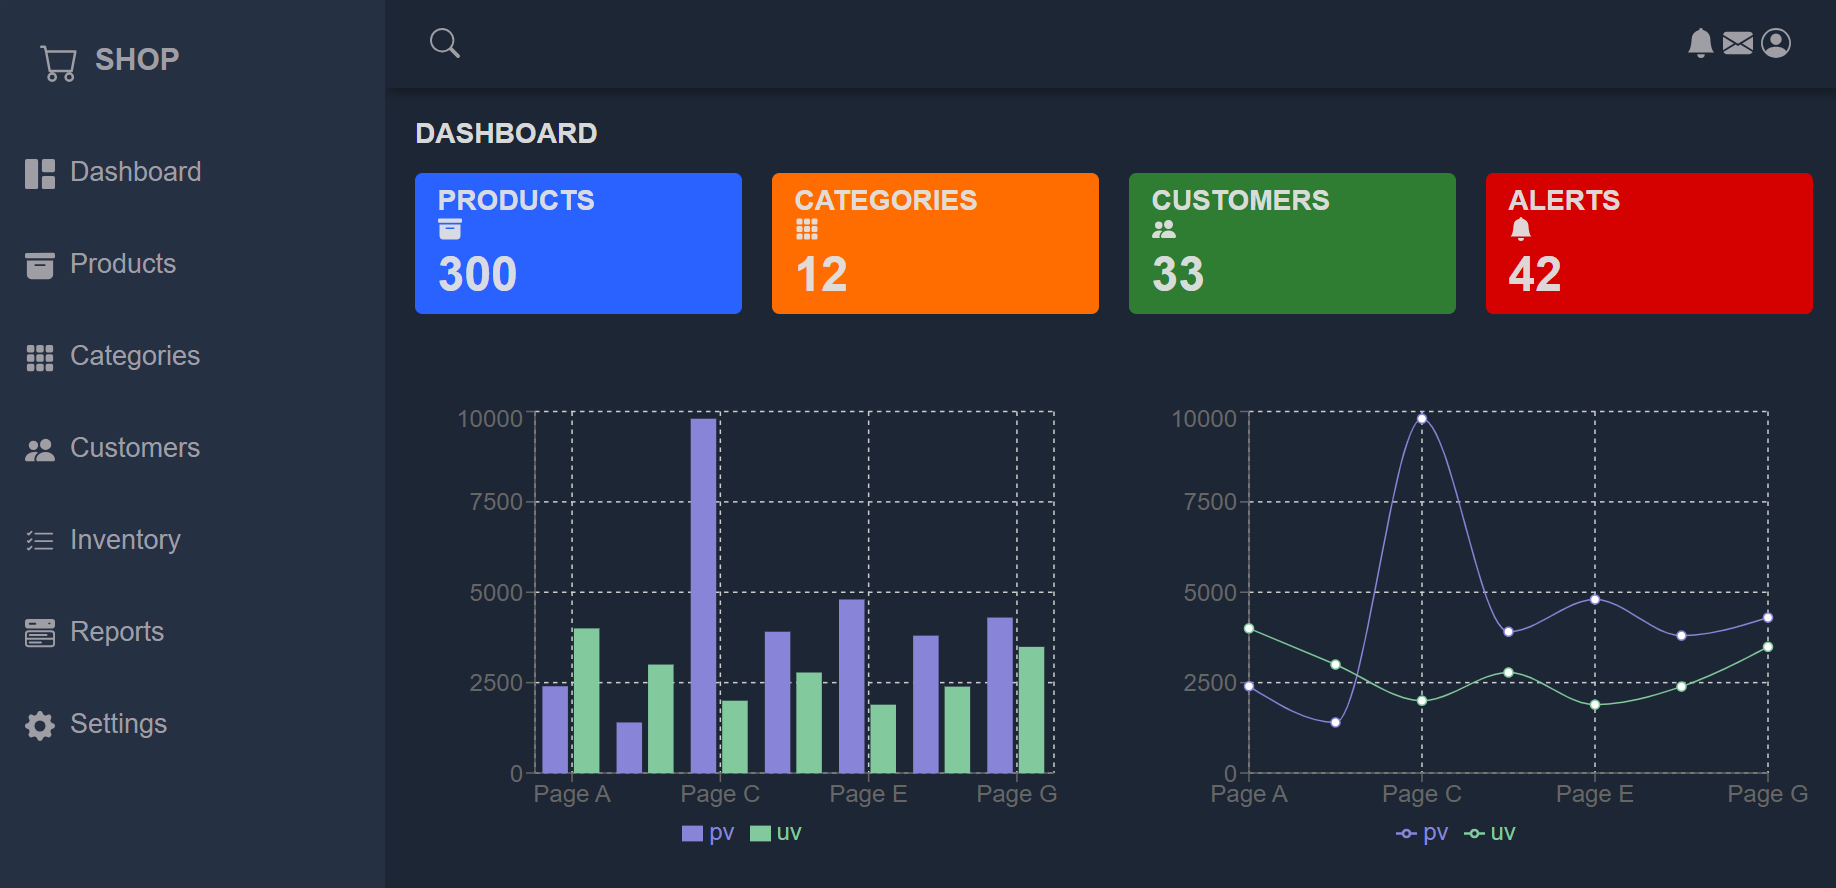 SHOP
Dashboard
Products
Categories
Customers
Inventory
Reports
Settings
DASHBOARD
PRODUCTS
300
CATEGORIES
12
CUSTOMERS
33
ALERTS
42
10000
7500
5000
2500
0
Page A Page C Page E Page G
pv uv
10000
7500
5000
2500
0
Page A Page C Page E Page G
pv uv